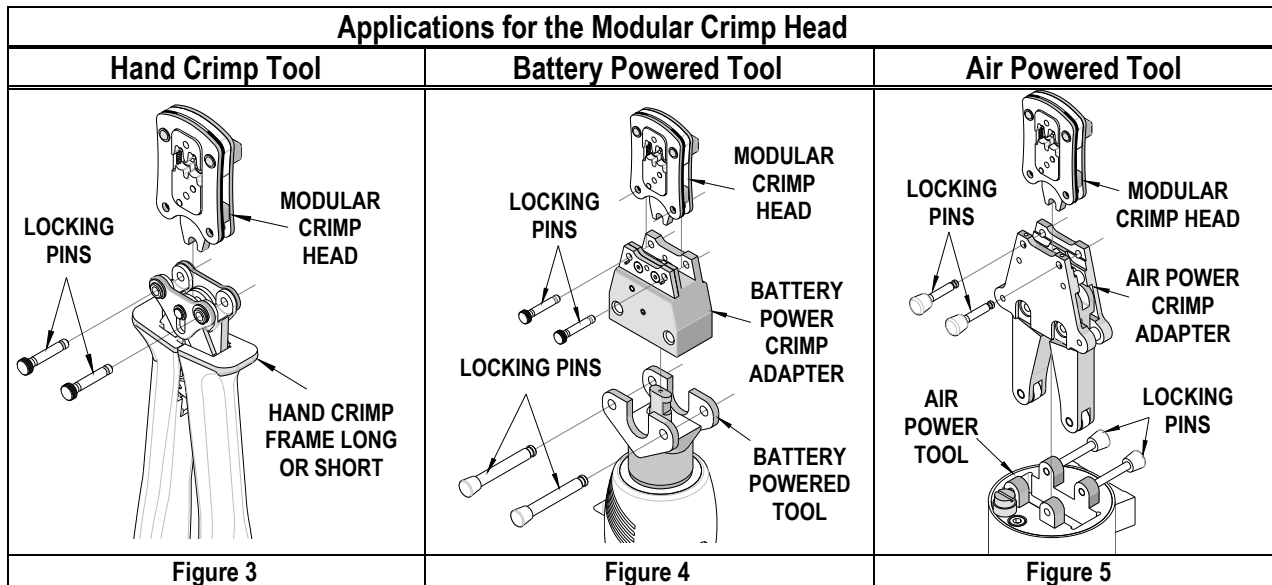 Applications for the Modular Crimp Head
Hand Crimp Tool
Battery Powered Tool
Air Powered Tool
LOCKING
PINS
MODULAR
CRIMP
HEAD
HAND CRIMP
FRAME LONG
OR SHORT
MODULAR
CRIMP
HEAD
LOCKING
PINS
BATTERY
POWER
CRIMP
ADAPTER
LOCKING PINS
BATTERY
POWERED
TOOL
LOCKING
PINS
MODULAR
CRIMP HEAD
AIR POWER
CRIMP
ADAPTER
AIR
POWER
TOOL
LOCKING
PINS
Figure 3
Figure 4
Figure 5